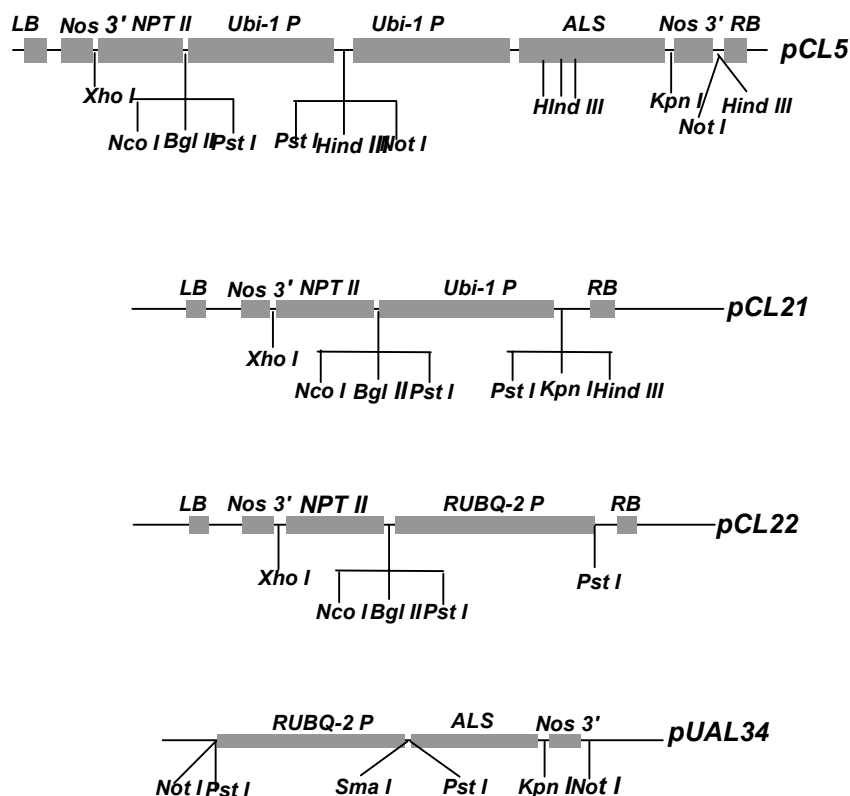 LB Nos 3' NPT II Ubi-1 P Ubi-1 P ALS Nos 3' RB
pCL5
Xho I HInd III Kpn I Hind III
Nco I Bgl II Pst I Pst I Hind III Not I Not I
LB Nos 3' NPT II Ubi-1 P RB
pCL21
Xho I
Nco I Bgl II Pst I Pst I Kpn I Hind III
LB Nos 3' NPT II RUBQ-2 P RB
pCL22
Xho I Pst I
Nco I Bgl II Pst I
RUBQ-2 P ALS Nos 3'
pUAL34
Not I Pst I Sma I Pst I Kpn I Not I